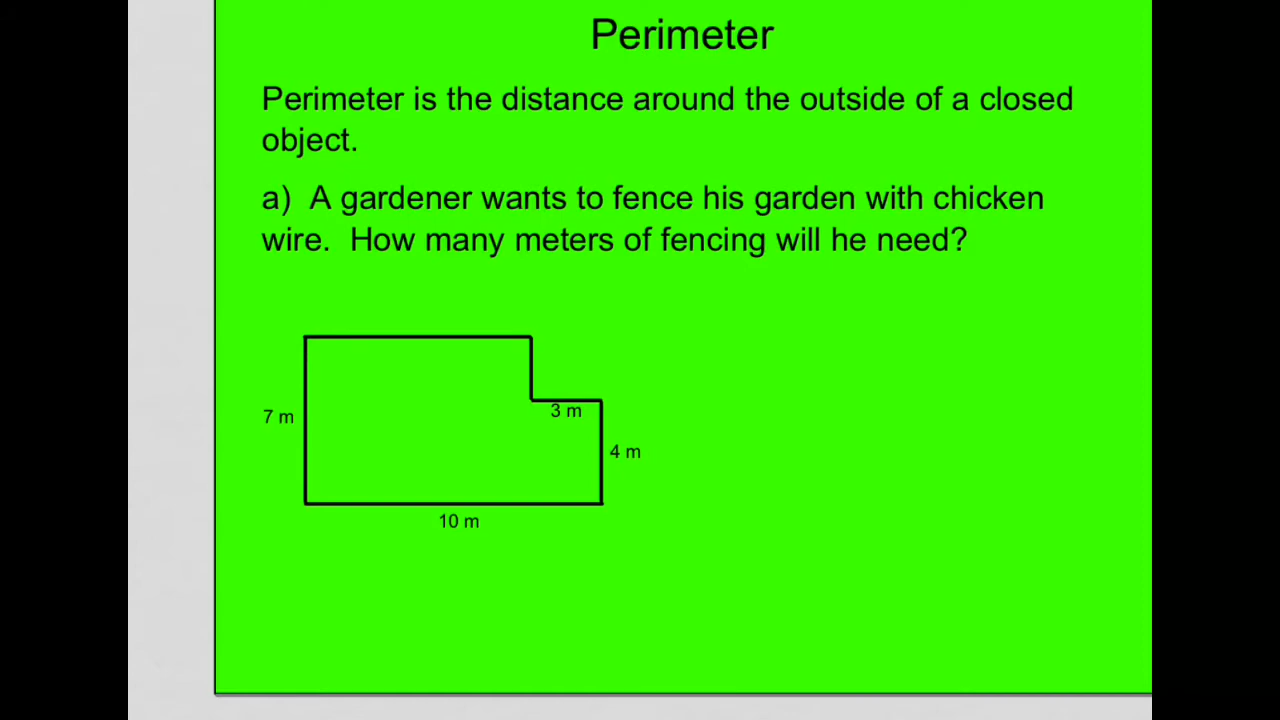 Perimeter
Perimeter is the distance around the outside of a closed
object.
a)  A gardener wants to fence his garden with chicken
wire.  How many meters of fencing will he need?
7 m
3 m
4 m
10 m